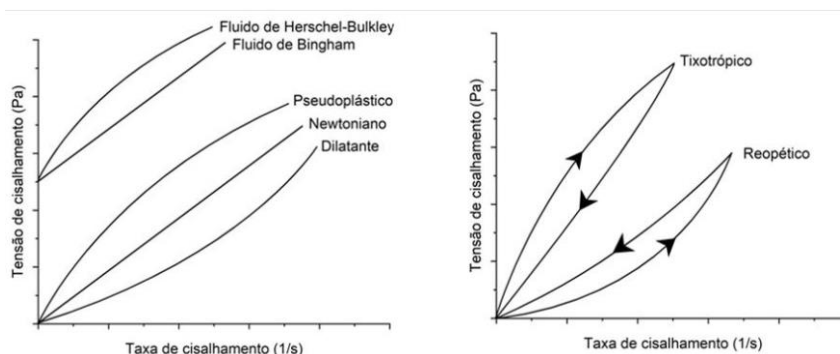 Fluido de Herschel-Bulkley
Fluido de Bingham
Pseudoplástico
Newtoniano
Dilatante
Tensão de cisalhamento (Pa)
Taxa de cisalhamento (1/s)
Tixotrópico
Reopético
Tensão de cisalhamento (Pa)
Taxa de cisalhamento (1/s)